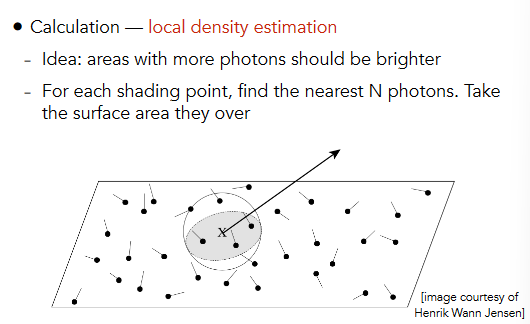 • Calculation — local density estimation
- Idea: areas with more photons should be brighter
- For each shading point, find the nearest N photons. Take
the surface area they over
X
[image courtesy of
Henrik Wann Jensen]